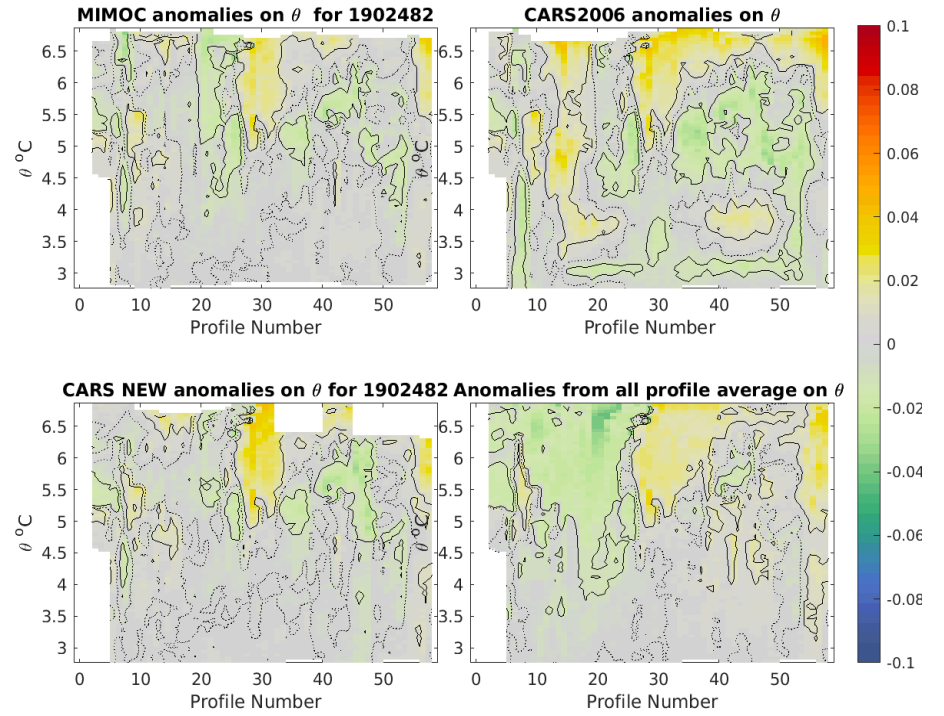 MIMOC anomalies on θ for 1902482
CARS2006 anomalies on θ
6.5
6
5.5
5
4.5
4
3.5
3
θ °C
0 10 20 30 40 50
Profile Number
6.5
6
5.5
5
4.5
4
3.5
3
θ °C
0 10 20 30 40 50
Profile Number
CARS NEW anomalies on θ for 1902482
Anomalies from all profile average on θ
6.5
6
5.5
5
4.5
4
3.5
3
θ °C
0 10 20 30 40 50
Profile Number
6.5
6
5.5
5
4.5
4
3.5
3
θ °C
0 10 20 30 40 50
Profile Number
0.1
0.08
0.06
0.04
0.02
0
-0.02
-0.04
-0.06
-0.08
-0.1